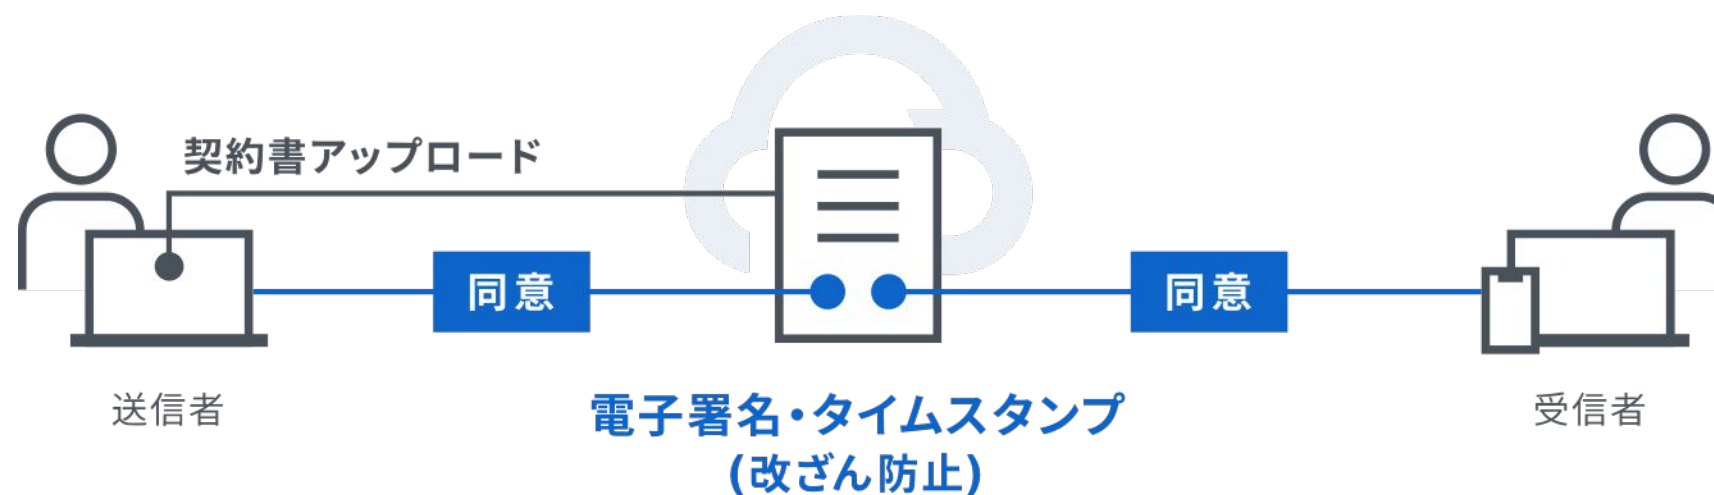 契約書アップロード
同意
同意
送信者
電子署名・タイムスタンプ
(改ざん防止)
受信者